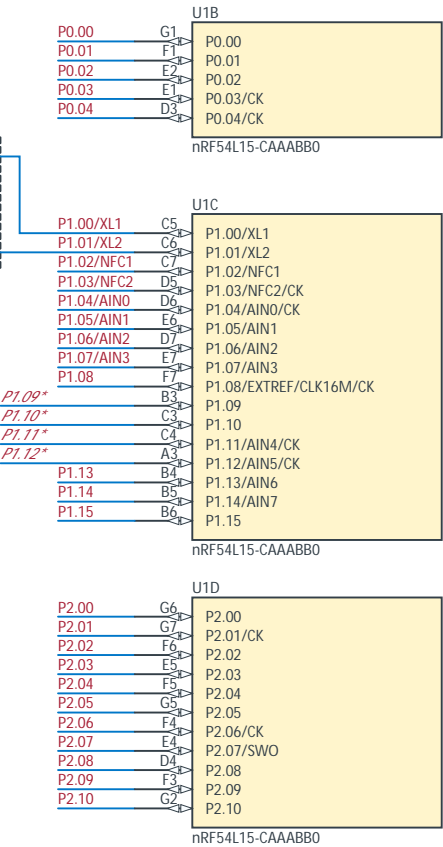 U1B
P0.00 G1 P0.00
P0.01 F1 P0.01
P0.02 E2 P0.02
P0.03 E1 P0.03/CK
P0.04 D3 P0.04/CK
nRF54L15-CAAABB0
U1C
P1.00/XL1 C5 P1.00/XL1
P1.01/XL2 C6 P1.01/XL2
P1.02/NFC1 C7 P1.02/NFC1
P1.03/NFC2 D5 P1.03/NFC2/CK
P1.04/AIN0 D6 P1.04/AIN0/CK
P1.05/AIN1 E6 P1.05/AIN1
P1.06/AIN2 D7 P1.06/AIN2
P1.07/AIN3 E7 P1.07/AIN3
P1.08 F7 P1.08/EXTREF/CLK16M/CK
P1.09* B3 P1.09
P1.10* C3 P1.10
P1.11* C4 P1.11/AIN4/CK
P1.12* A3 P1.12/AIN5/CK
P1.13 B4 P1.13/AIN6
P1.14 B5 P1.14/AIN7
P1.15 B6 P1.15
nRF54L15-CAAABB0
U1D
P2.00 G6 P2.00
P2.01 G7 P2.01/CK
P2.02 F6 P2.02
P2.03 E5 P2.03
P2.04 F5 P2.04
P2.05 G5 P2.05
P2.06 F4 P2.06/CK
P2.07 E4 P2.07/SWO
P2.08 D4 P2.08
P2.09 F3 P2.09
P2.10 G2 P2.10
nRF54L15-CAAABB0